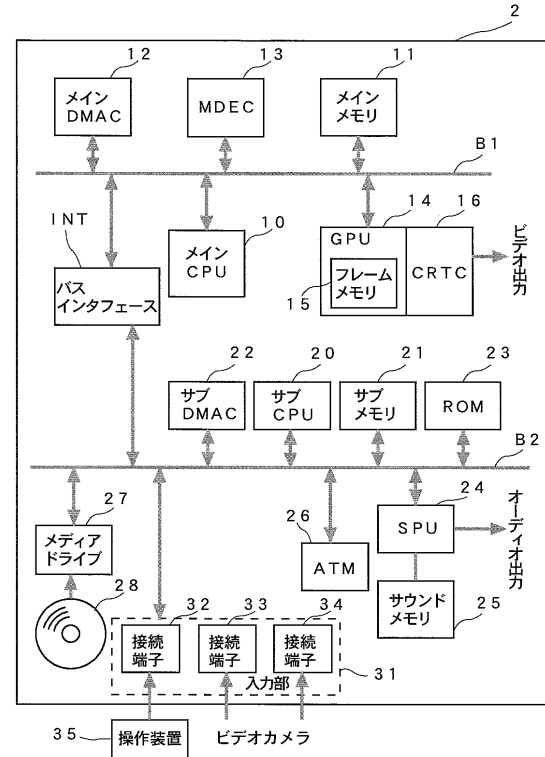 2
12
13
11
メイン
DMAC
MDEC
メイン
メモリ
B1
INT
10
14
16
メイン
CPU
GPU
フレーム
メモリ
15
CRTC
ビデオ出力
バス
インタフェース
22
20
21
23
サブ
DMAC
サブ
CPU
サブ
メモリ
ROM
B2
27
メディア
ドライブ
26
ATM
24
SPU
オーディオ出力
サウンド
メモリ
25
28
32
33
34
接続
端子
接続
端子
接続
端子
入力部
31
35
操作装置
ビデオカメラ